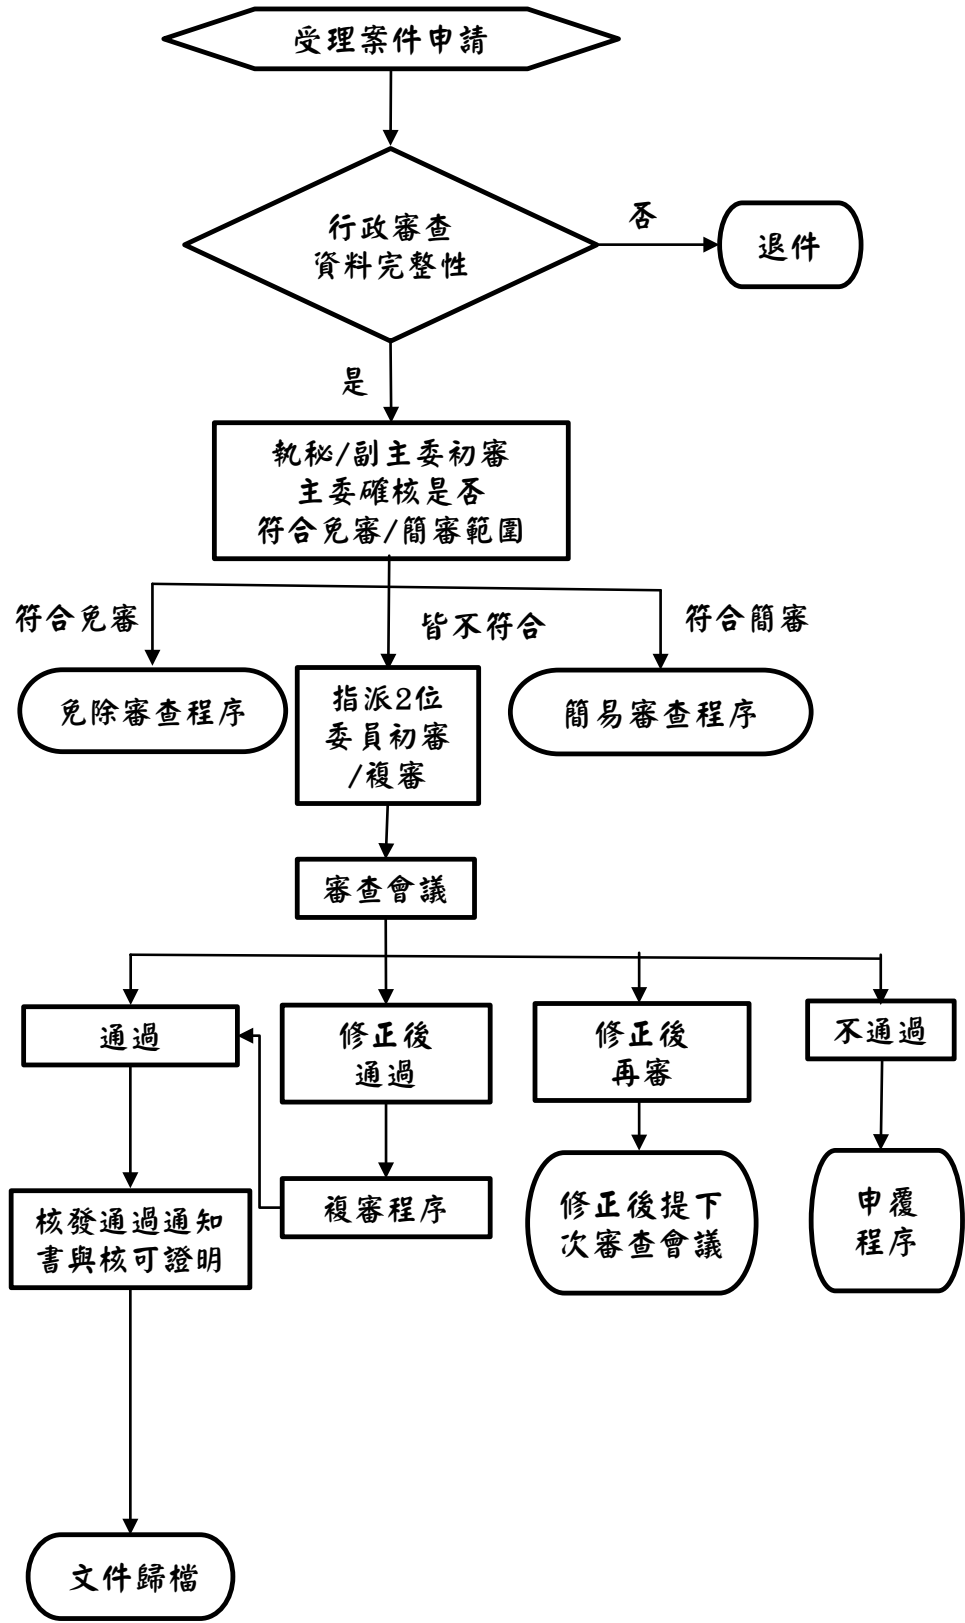 受理案件申請
行政審查
資料完整性
否
退件
是
執秘/副主委初審
主委確核是否
符合免審/簡審範圍
符合免審
皆不符合
符合簡審
免除審查程序
指派2位
委員初審
/複審
簡易審查程序
審查會議
通過
修正後
通過
修正後
再審
不通過
核發通過通知
書與核可證明
複審程序
修正後提下
次審查會議
申覆
程序
文件歸檔